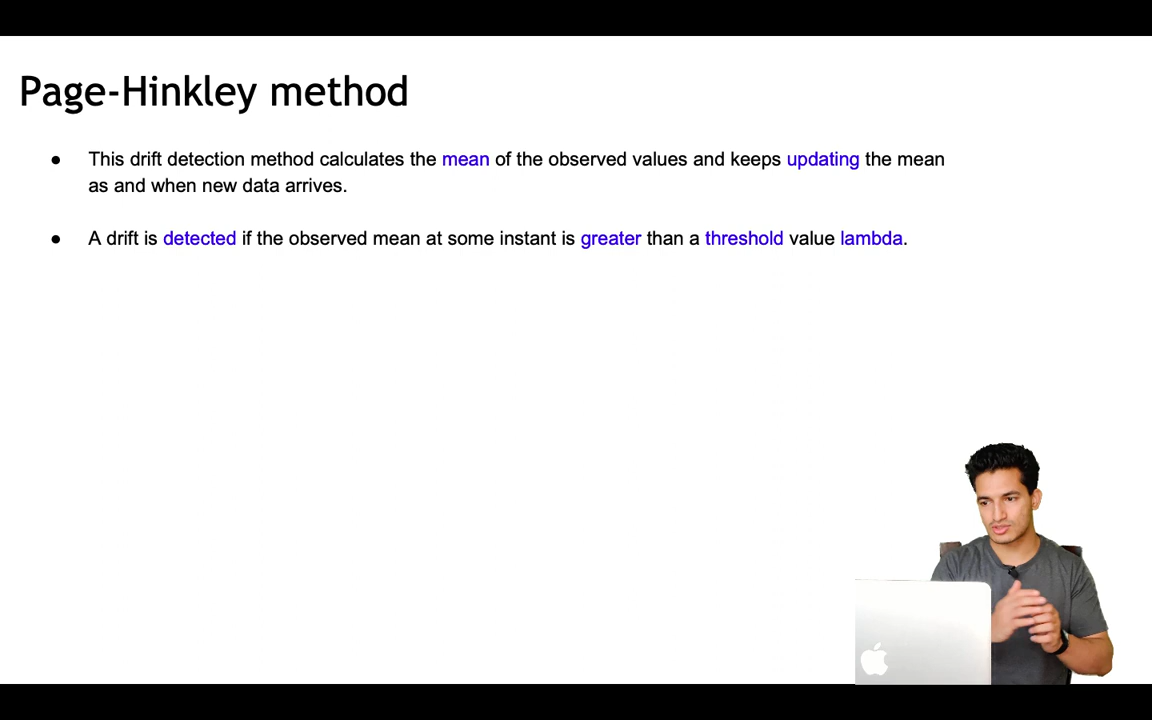 Page-Hinkley method
● This drift detection method calculates the mean of the observed values and keeps updating the mean
as and when new data arrives.
● A drift is detected if the observed mean at some instant is greater than a threshold value lambda.